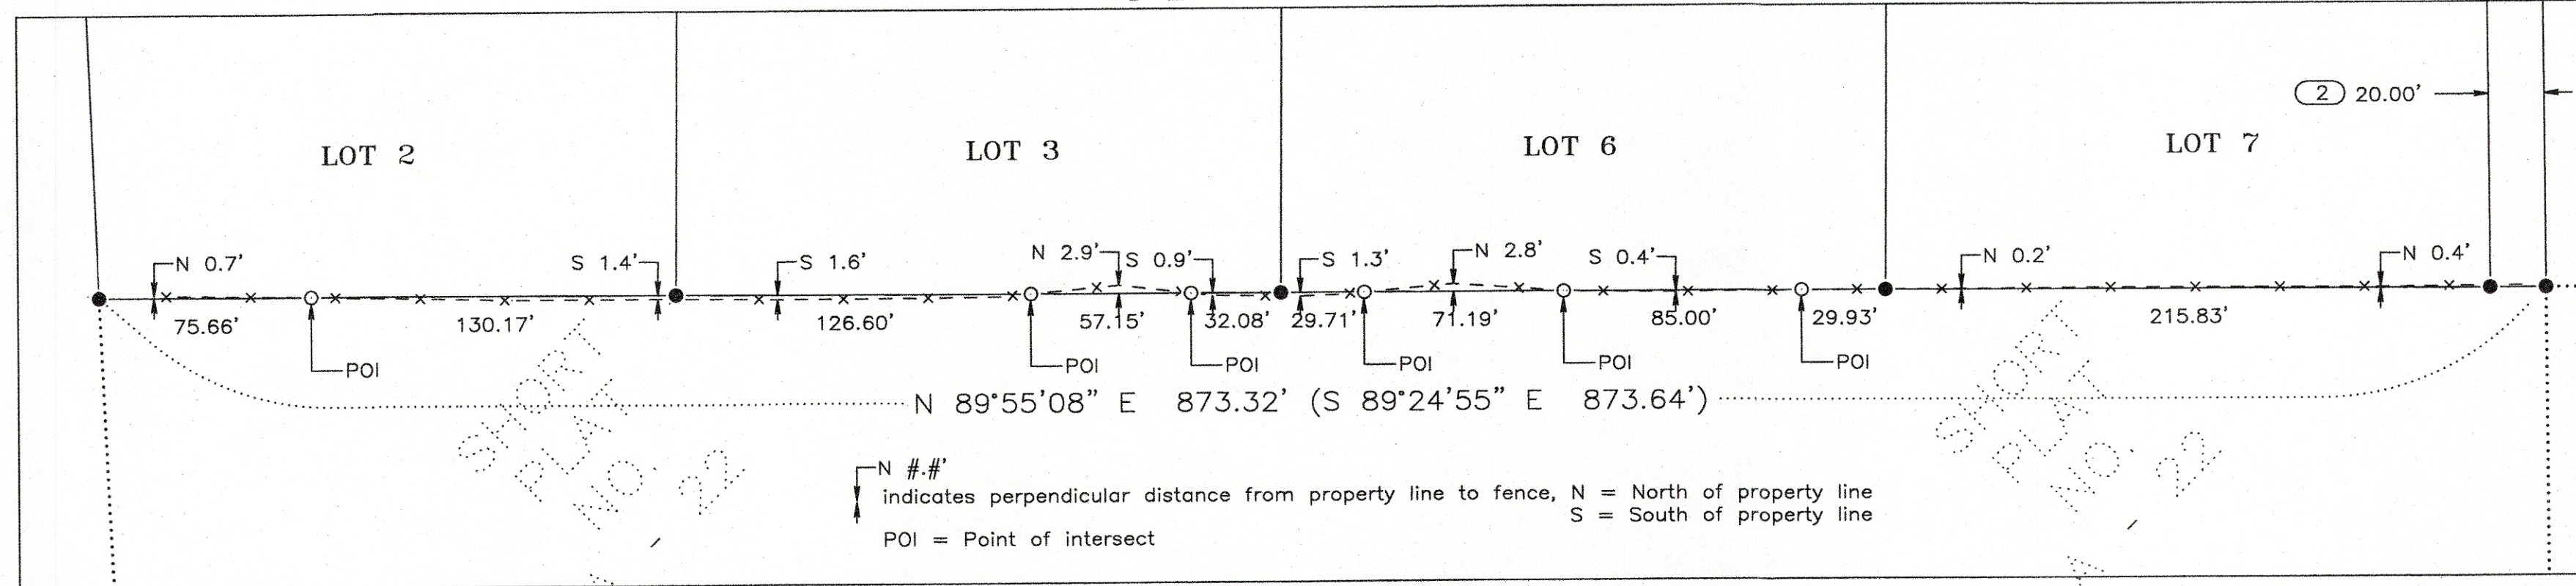 LOT 2
LOT 3
LOT 6
LOT 7
2 20.00'
N 0.7'
S 1.4'
S 1.6'
N 2.9'
S 0.9'
S 1.3'
N 2.8'
S 0.4'
N 0.2'
N 0.4'
75.66'
130.17'
126.60'
57.15'
32.08'
29.71'
71.19'
85.00'
29.93'
215.83'
POI
POI
POI
POI
POI
POI
N 89°55'08" E 873.32' (S 89°24'55" E 873.64')
SHORT
PLAT
NO.
22
SHORT
PLAT
NO.
22
N #.#'
indicates perpendicular distance from property line to fence, N = North of property line
S = South of property line
POI = Point of intersect